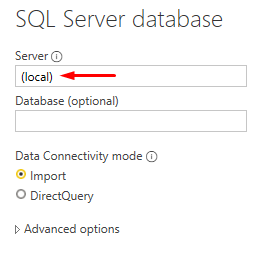 SQL Server database
Server
(local)
Database (optional)
Data Connectivity mode
Import
DirectQuery
Advanced options